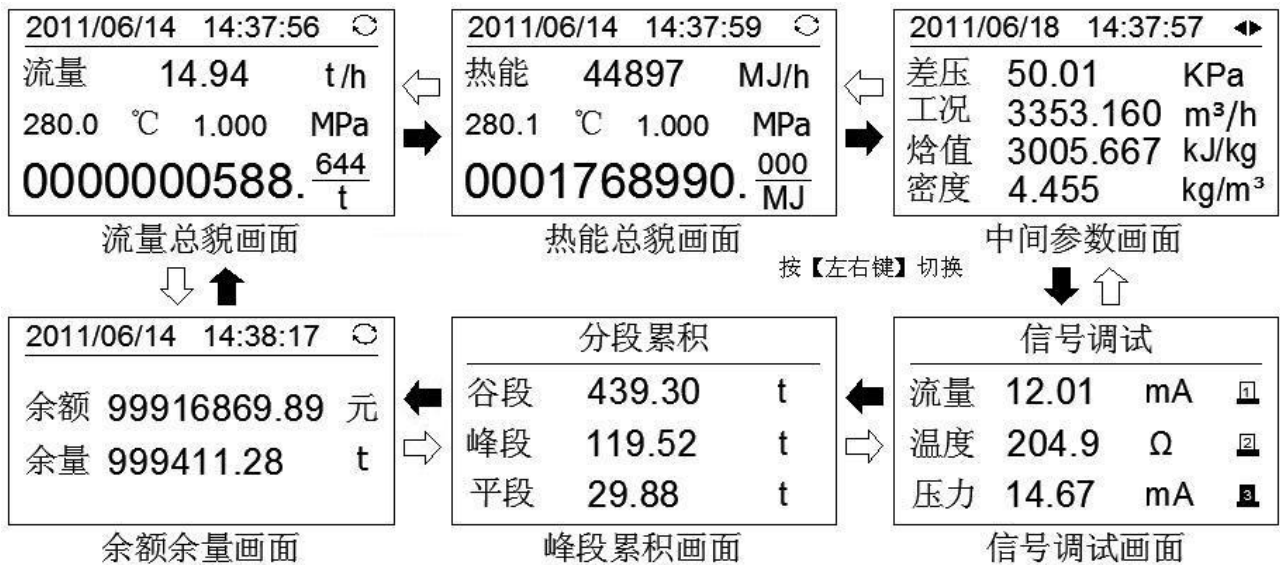 2011/06/14 14:37:56
流量 14.94 t/h
280.0 ℃ 1.000 MPa
0000000588. 644
t
流量总貌画面
2011/06/14 14:37:59
热能 44897 MJ/h
280.1 ℃ 1.000 MPa
0001768990. 000
MJ
热能总貌画面
2011/06/18 14:37:57
差压 50.01 KPa
工况 3353.160 m³/h
焓值 3005.667 kJ/kg
密度 4.455 kg/m³
中间参数画面
按【左右键】切换
2011/06/14 14:38:17
余额 99916869.89 元
余量 999411.28 t
余额余量画面
分段累积
谷段 439.30 t
峰段 119.52 t
平段 29.88 t
峰段累积画面
信号调试
流量 12.01 mA 1
温度 204.9 Ω 2
压力 14.67 mA 3
信号调试画面